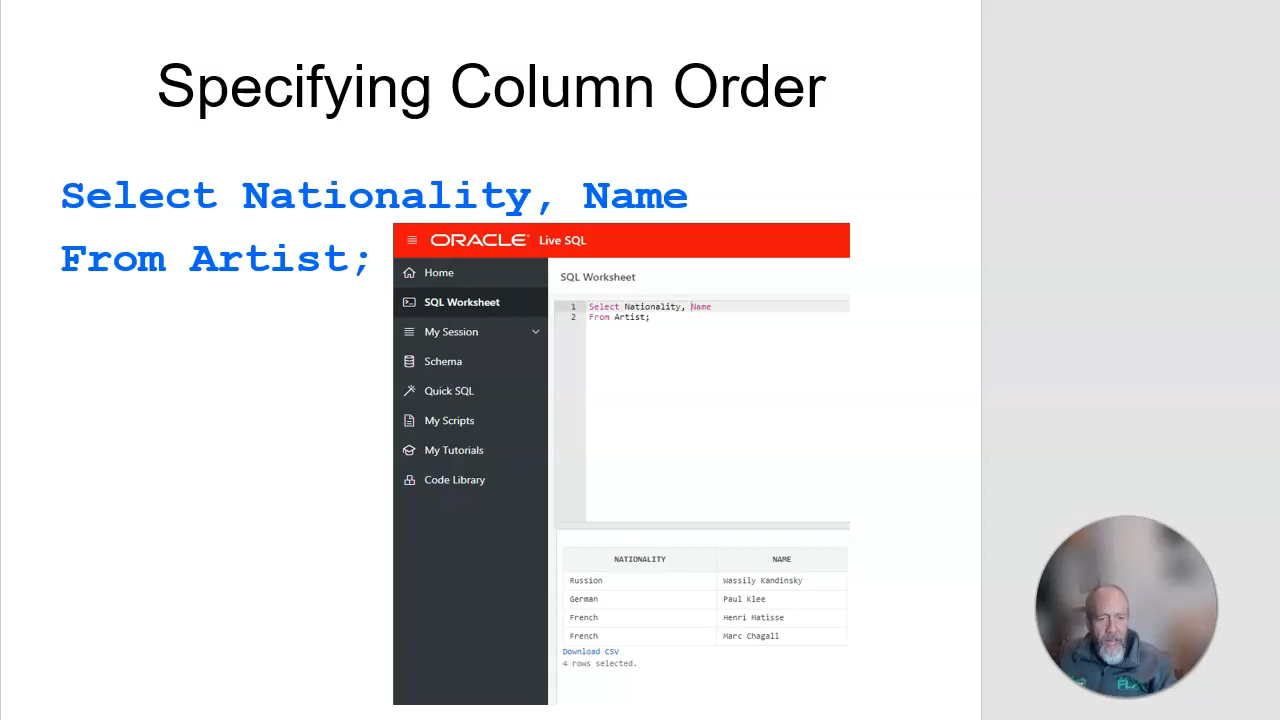 Specifying Column Order
Select Nationality, Name
From Artist;
ORACLE Live SQL
Home
SQL Worksheet
My Session
Schema
Quick SQL
My Scripts
My Tutorials
Code Library
SQL Worksheet
1 Select Nationality, Name
2 From Artist;
NATIONALITY NAME
Russion Wassily Kandinsky
German Paul Klee
French Henri Matisse
French Marc Chagall
Download CSV
4 rows selected.